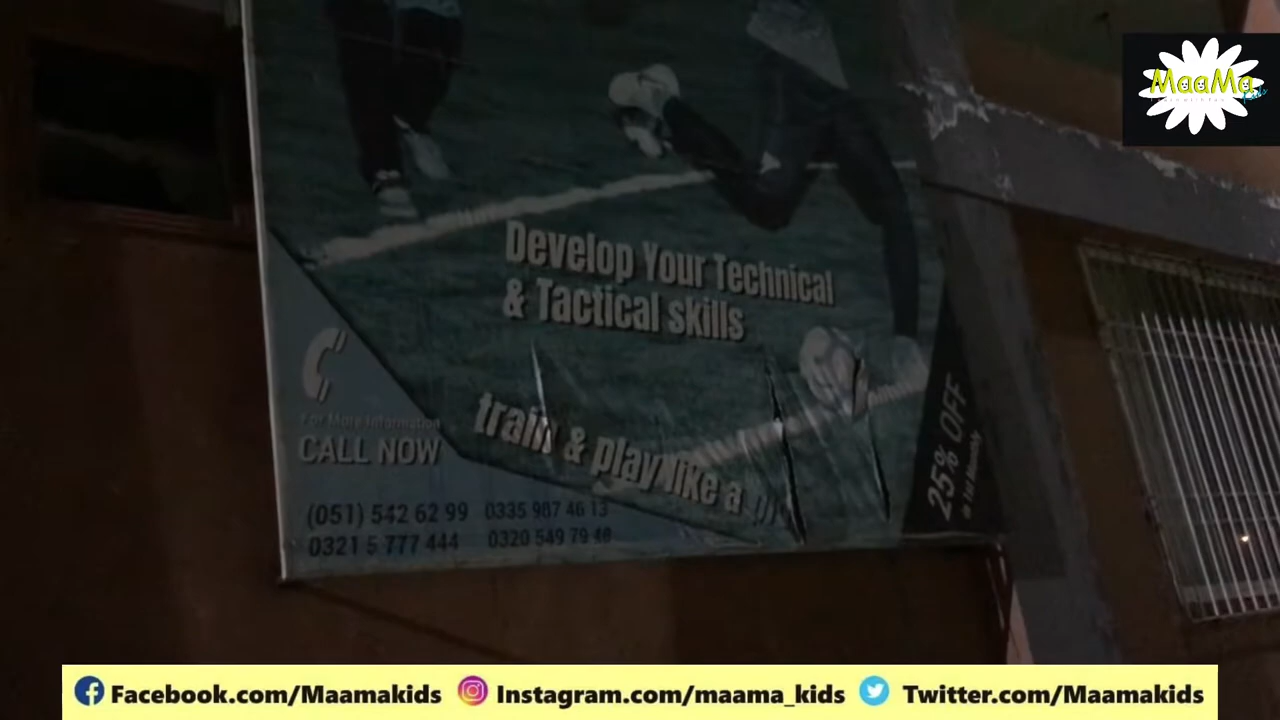 MaaMa
Kids
Develop Your Technical
& Tactical skills
train & play like a
For More Information
CALL NOW
(051) 542 62 99
0335 987 46 13
0321 5 777 444
0320 549 79 48
25% OFF
Facebook.com/Maamakids
Instagram.com/maama_kids
Twitter.com/Maamakids